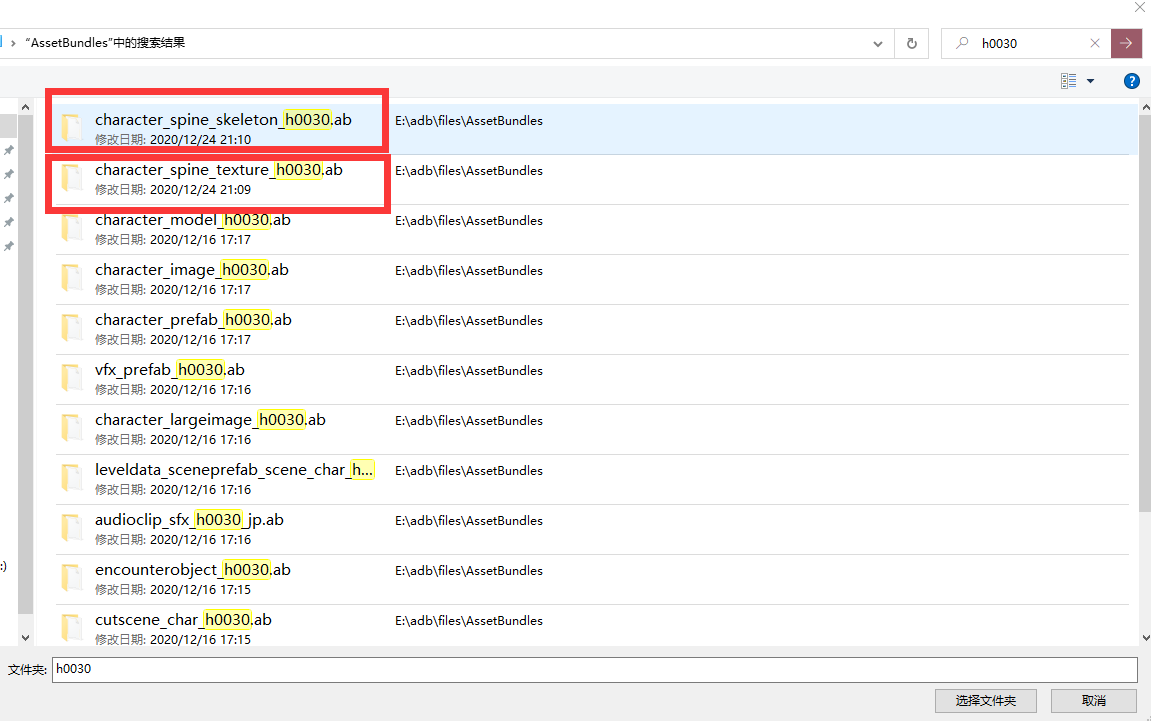 “AssetBundles”中的搜索结果
h0030
character_spine_skeleton_h0030.ab
E:\adb\files\AssetBundles
修改日期: 2020/12/24 21:10
character_spine_texture_h0030.ab
E:\adb\files\AssetBundles
修改日期: 2020/12/24 21:09
character_model_h0030.ab
E:\adb\files\AssetBundles
修改日期: 2020/12/16 17:17
character_image_h0030.ab
E:\adb\files\AssetBundles
修改日期: 2020/12/16 17:17
character_prefab_h0030.ab
E:\adb\files\AssetBundles
修改日期: 2020/12/16 17:17
vfx_prefab_h0030.ab
E:\adb\files\AssetBundles
修改日期: 2020/12/16 17:16
character_largeimage_h0030.ab
E:\adb\files\AssetBundles
修改日期: 2020/12/16 17:16
leveldata_sceneprefab_scene_char_h...
E:\adb\files\AssetBundles
修改日期: 2020/12/16 17:16
audioclip_sfx_h0030_jp.ab
E:\adb\files\AssetBundles
修改日期: 2020/12/16 17:16
encounterobject_h0030.ab
E:\adb\files\AssetBundles
修改日期: 2020/12/16 17:15
:)
cutscene_char_h0030.ab
E:\adb\files\AssetBundles
修改日期: 2020/12/16 17:15
文件夹: h0030
选择文件夹
取消